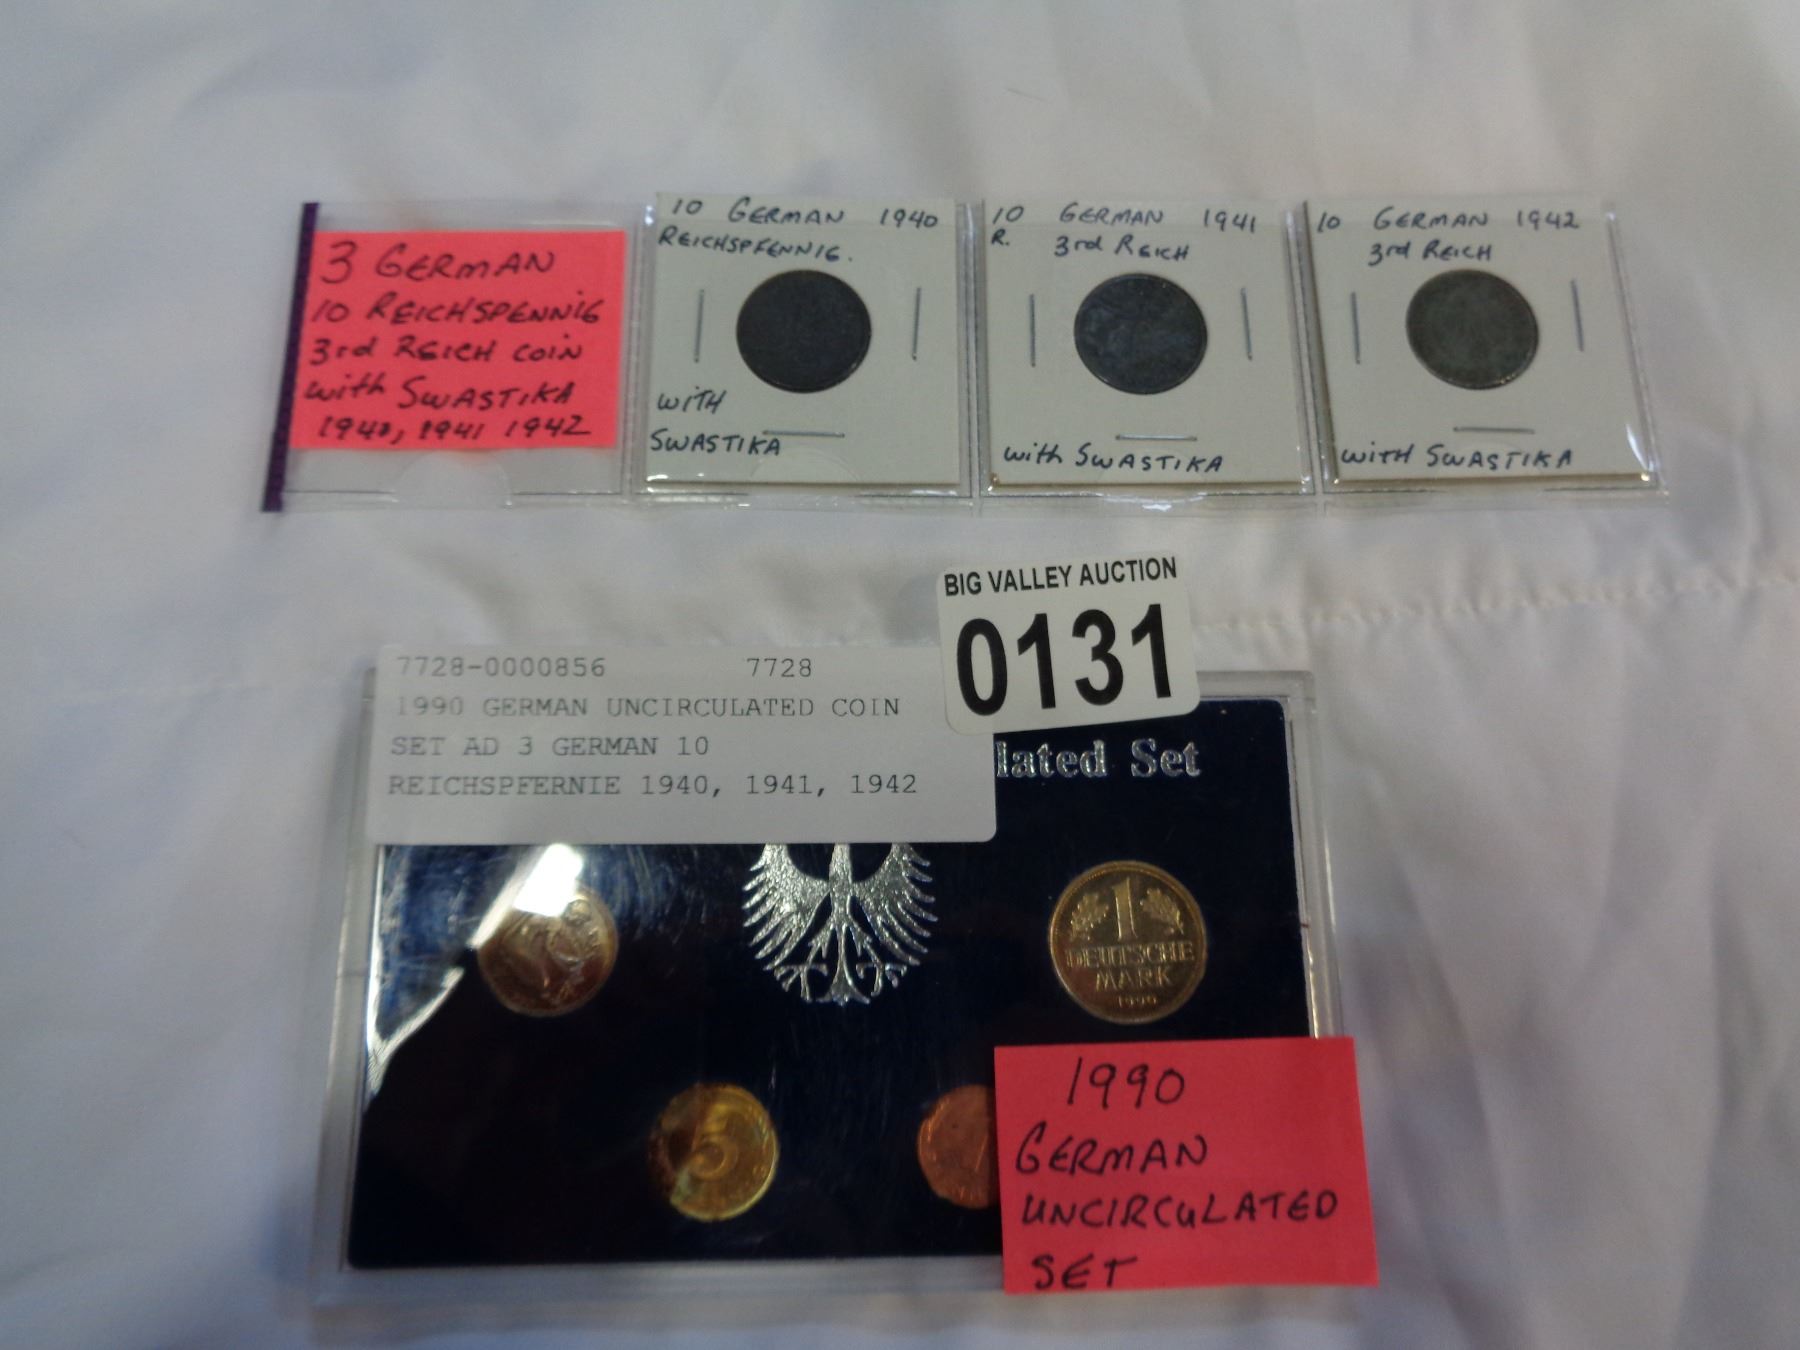 3 GERMAN
10 REICHSPENNIG
3rd REICH COIN
with SWASTIKA
1940, 1941 1942
10 GERMAN 1940
REICHSPFENNIG.
with
SWASTIKA
10 GERMAN 1941
R. 3rd REICH
with SWASTIKA
10 GERMAN 1942
3rd REICH
with SWASTIKA
BIG VALLEY AUCTION
0131
7728-0000856 7728
1990 GERMAN UNCIRCULATED COIN
SET AD 3 GERMAN 10
REICHSPFERNIE 1940, 1941, 1942
lated Set
1
DEUTSCHE
MARK
1990
5
1990
GERMAN
UNCIRCULATED
SET